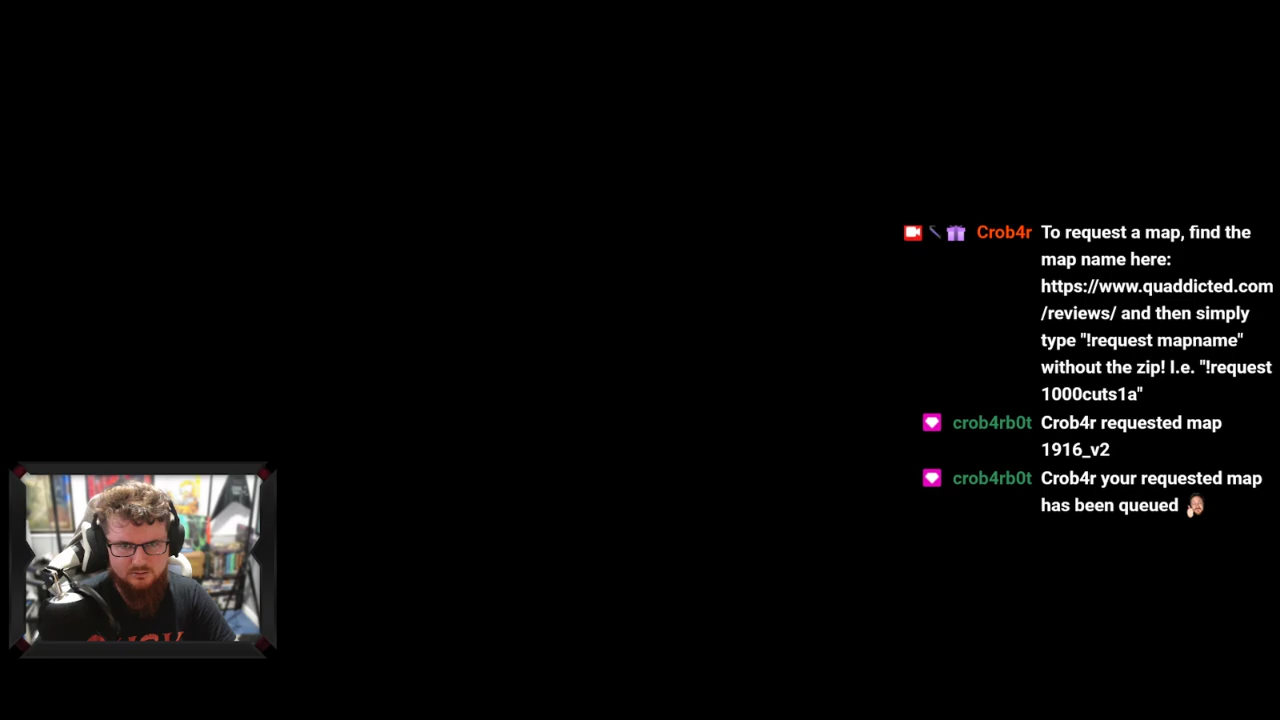 Crob4r To request a map, find the
map name here:
https://www.quaddicted.com
/reviews/ and then simply
type "!request mapname"
without the zip! I.e. "!request
1000cuts1a"
crob4rb0t Crob4r requested map
1916_v2
crob4rb0t Crob4r your requested map
has been queued